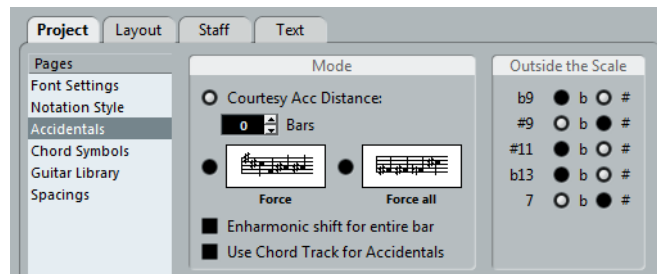 Project Layout Staff Text
Pages
Font Settings
Notation Style
Accidentals
Chord Symbols
Guitar Library
Spacings
Mode
Courtesy Acc Distance:
0 Bars
Force Force all
Enharmonic shift for entire bar
Use Chord Track for Accidentals
Outside the Scale
b9 b #
#9 b #
#11 b #
b13 b #
7 b #